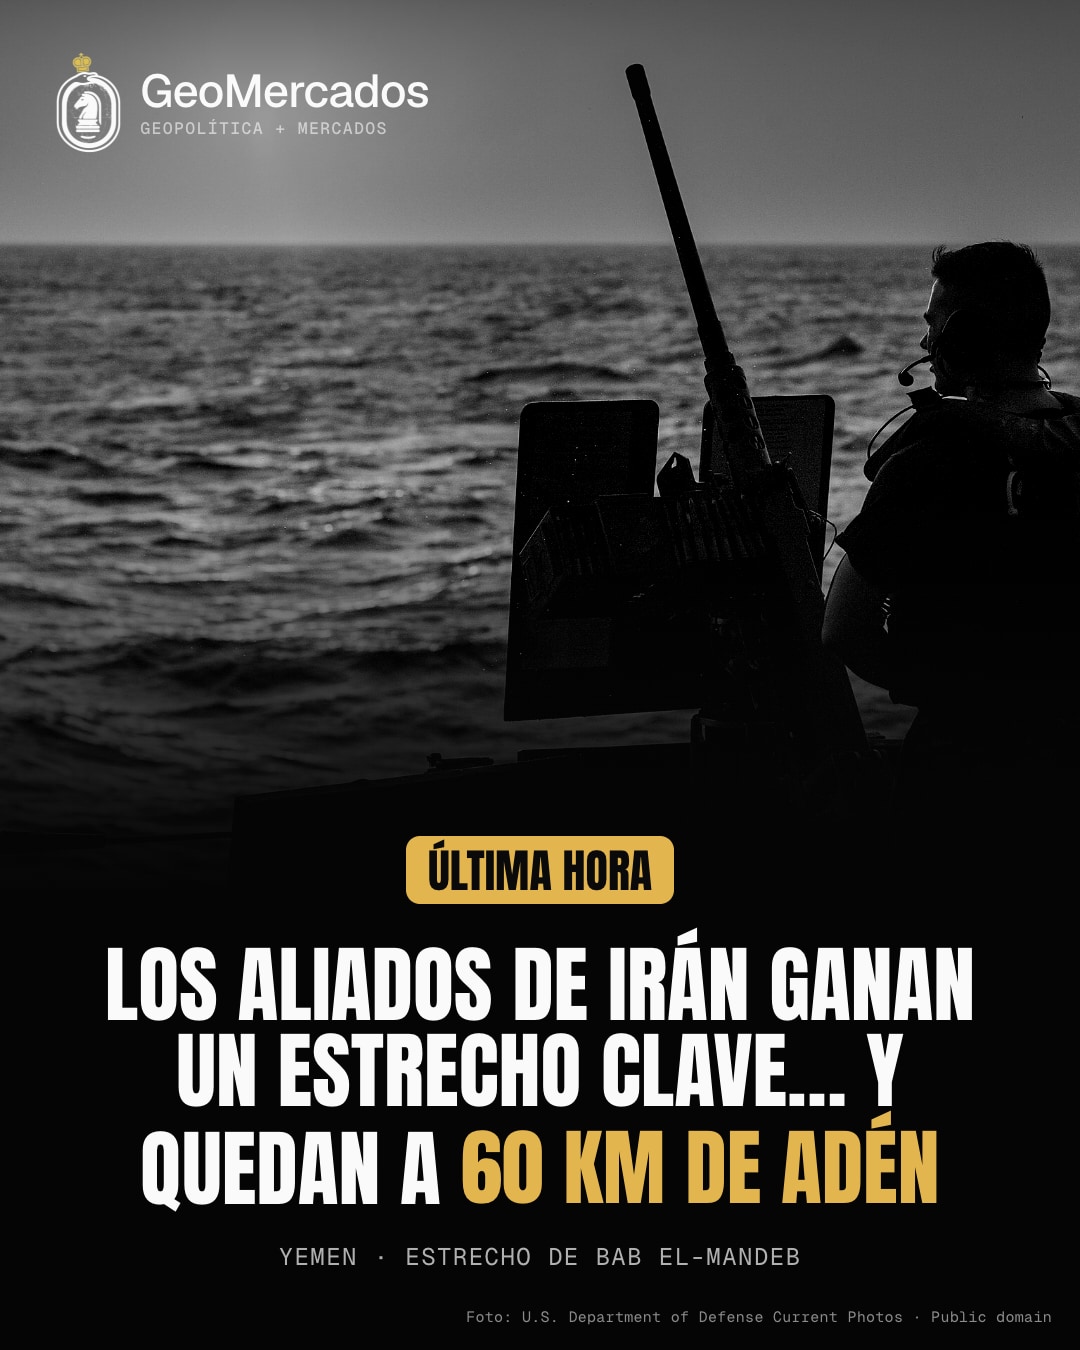 GeoMercados
GEOPOLÍTICA + MERCADOS
ÚLTIMA HORA
LOS ALIADOS DE IRÁN GANAN
UN ESTRECHO CLAVE... Y
QUEDAN A 60 KM DE ADÉN
YEMEN · ESTRECHO DE BAB EL-MANDEB
Foto: U.S. Department of Defense Current Photos · Public domain